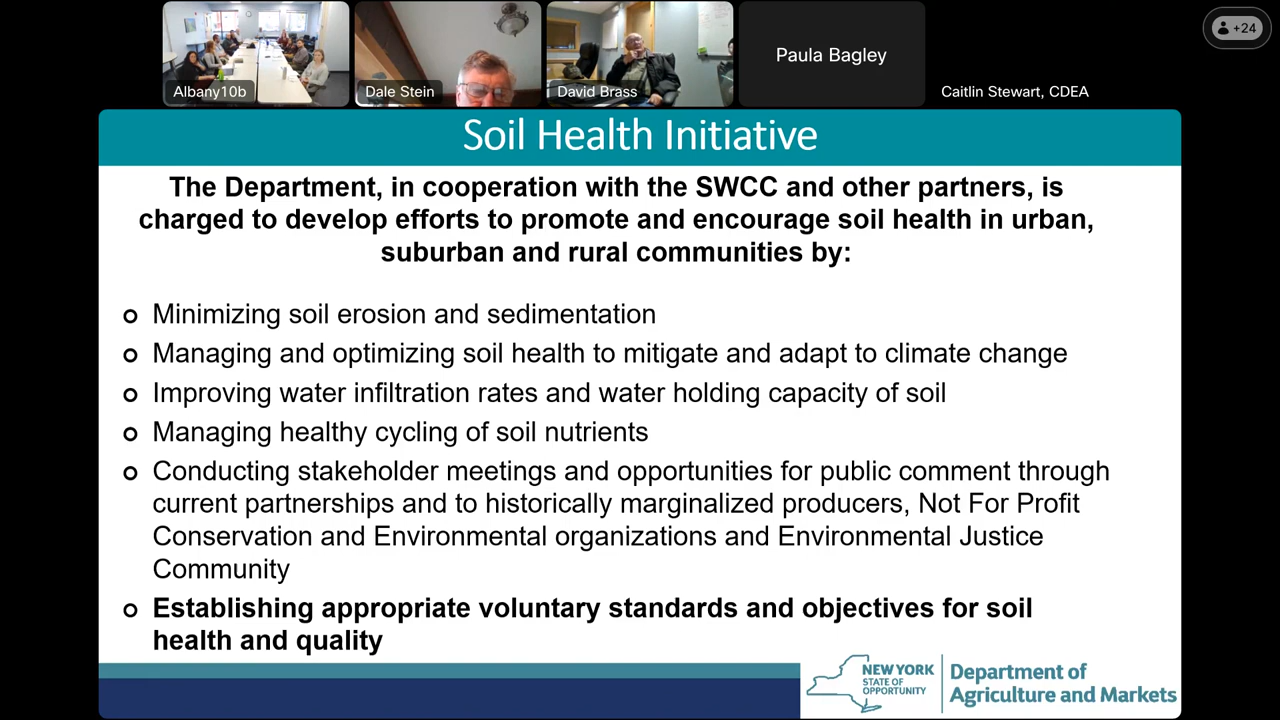 Albany10b
Dale Stein
David Brass
Paula Bagley
Caitlin Stewart, CDEA
+24
Soil Health Initiative
The Department, in cooperation with the SWCC and other partners, is
charged to develop efforts to promote and encourage soil health in urban,
suburban and rural communities by:
Minimizing soil erosion and sedimentation
Managing and optimizing soil health to mitigate and adapt to climate change
Improving water infiltration rates and water holding capacity of soil
Managing healthy cycling of soil nutrients
Conducting stakeholder meetings and opportunities for public comment through
current partnerships and to historically marginalized producers, Not For Profit
Conservation and Environmental organizations and Environmental Justice
Community
Establishing appropriate voluntary standards and objectives for soil
health and quality
NEW YORK
STATE OF
OPPORTUNITY
Department of
Agriculture and Markets